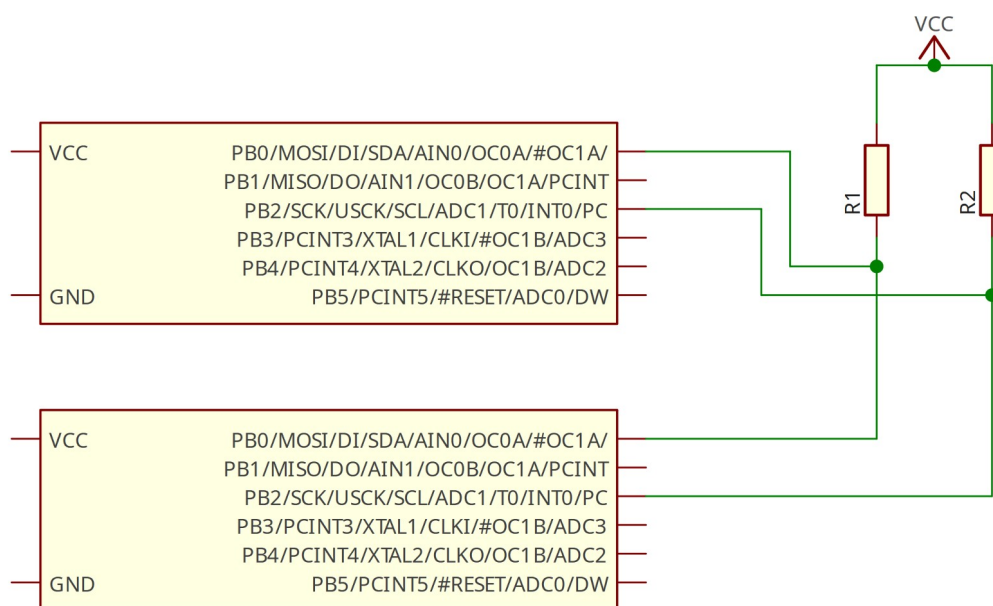 VCC
VCC
PB0/MOSI/DI/SDA/AIN0/OC0A/#OC1A/
PB1/MISO/DO/AIN1/OC0B/OC1A/PCINT
PB2/SCK/USCK/SCL/ADC1/T0/INT0/PC
PB3/PCINT3/XTAL1/CLKI/#OC1B/ADC3
PB4/PCINT4/XTAL2/CLKO/OC1B/ADC2
GND
PB5/PCINT5/#RESET/ADC0/DW
R1
R2
VCC
PB0/MOSI/DI/SDA/AIN0/OC0A/#OC1A/
PB1/MISO/DO/AIN1/OC0B/OC1A/PCINT
PB2/SCK/USCK/SCL/ADC1/T0/INT0/PC
PB3/PCINT3/XTAL1/CLKI/#OC1B/ADC3
PB4/PCINT4/XTAL2/CLKO/OC1B/ADC2
GND
PB5/PCINT5/#RESET/ADC0/DW